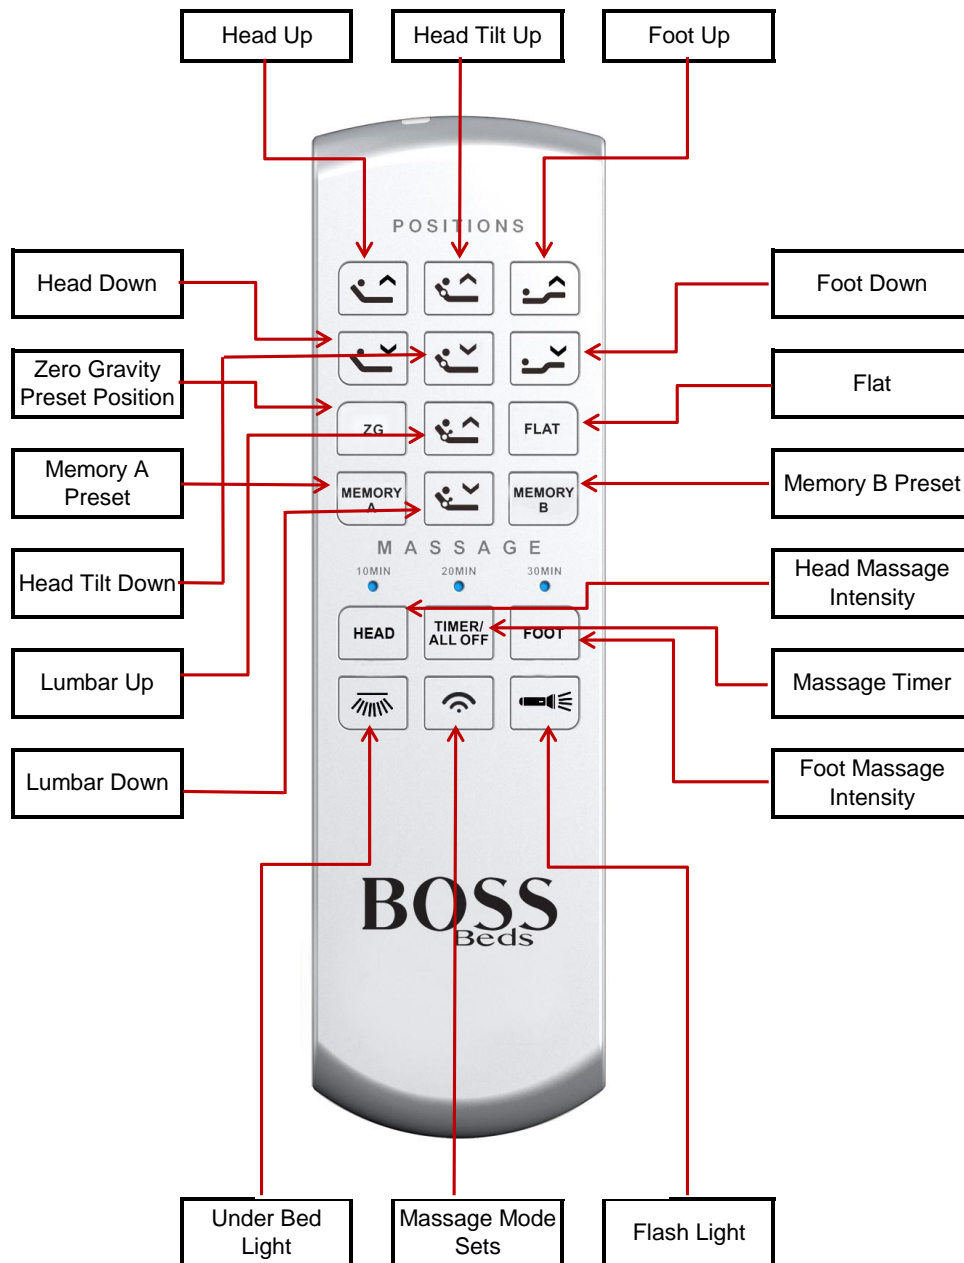 Head Up
Head Tilt Up
Foot Up
POSITIONS
Head Down
Foot Down
Zero Gravity
Preset Position
Flat
ZG
FLAT
Memory A
Preset
Memory B Preset
MEMORY
A
MEMORY
B
MASSAGE
10MIN
20MIN
30MIN
Head Tilt Down
Head Massage
Intensity
HEAD
TIMER/
ALL OFF
FOOT
Lumbar Up
Massage Timer
Lumbar Down
Foot Massage
Intensity
BOSS
Beds
Under Bed
Light
Massage Mode
Sets
Flash Light